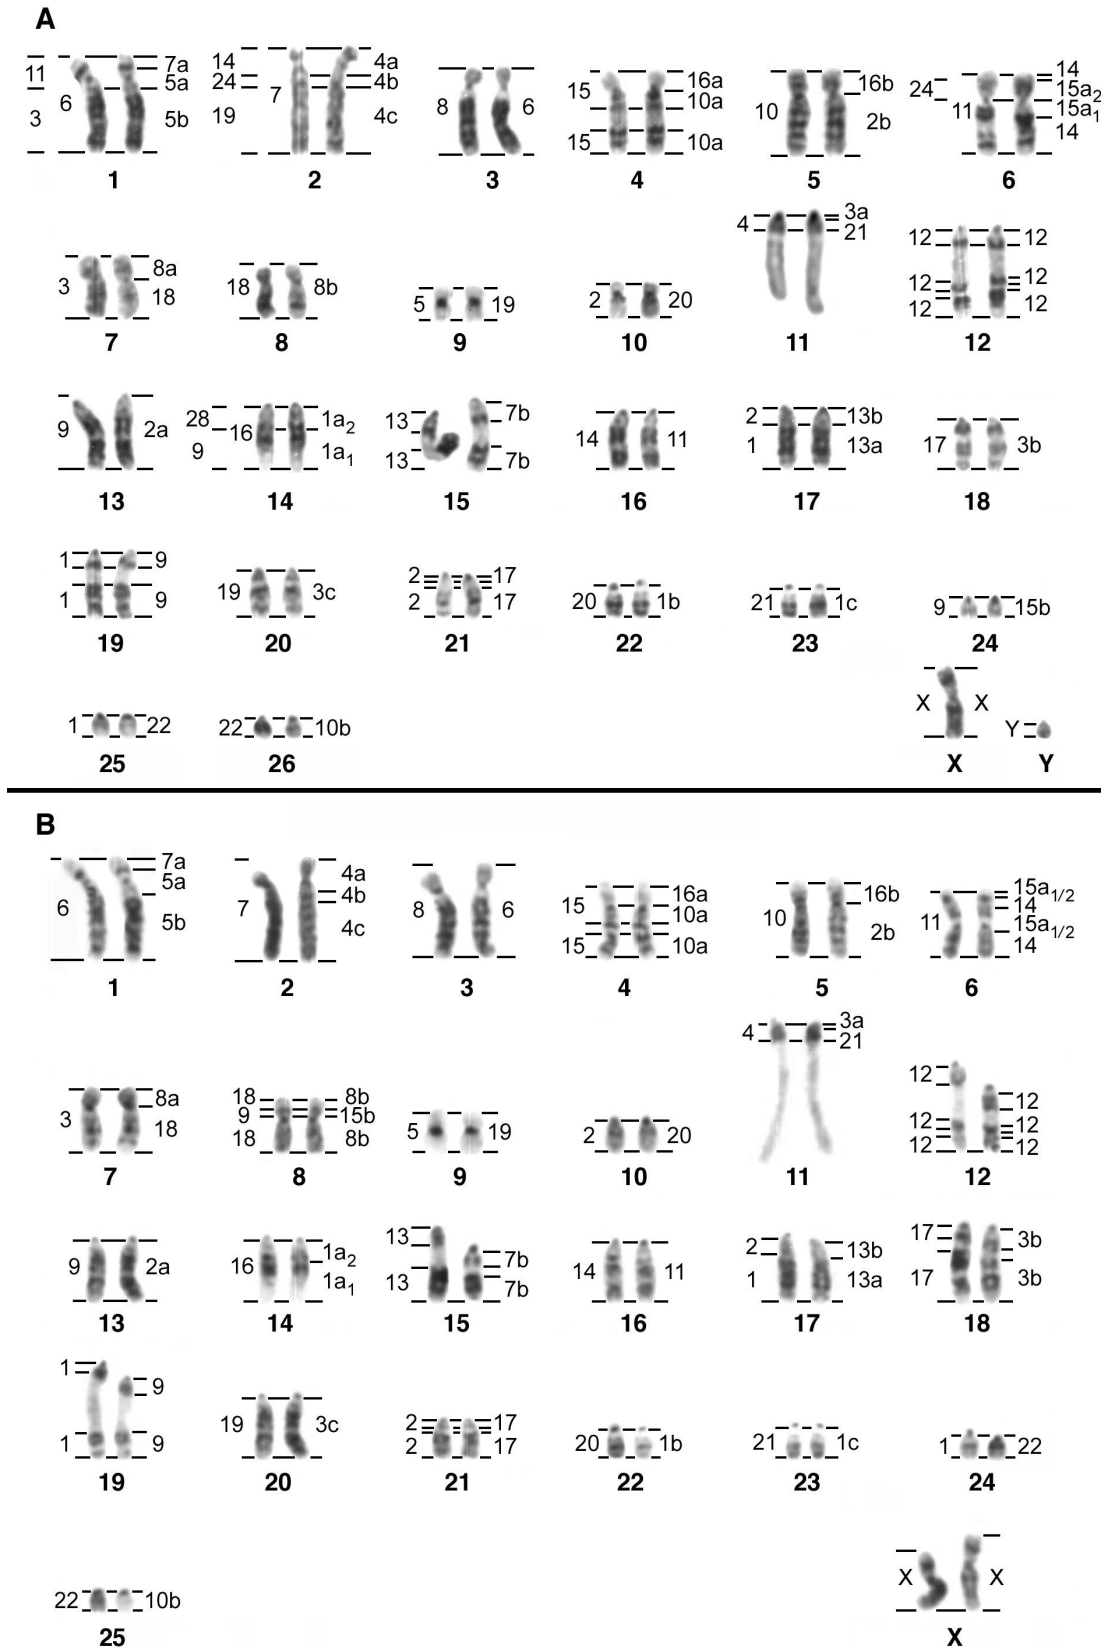 A
11 3 6 7a 5a 5b
1
14 24 19 7 4a 4b 4c
2
8 6
3
15 15 16a 10a 10a
4
10 16b 2b
5
24 11 14 15a2 15a1 14
6
3 8a 18
7
18 8b
8
5 19
9
2 20
10
4 3a 21
11
12 12 12 12 12 12
12
9 2a
13
28 9 16 1a2 1a1
14
13 13 7b 7b
15
14 11
16
2 1 13b 13a
17
17 3b
18
1 1 9 9
19
19 3c
20
2 2 17 17
21
20 1b
22
21 1c
23
9 15b
24
1 22
25
22 10b
26
X X
X
Y
Y
B
6 7a 5a 5b
1
7 4a 4b 4c
2
8 6
3
15 15 16a 10a 10a
4
10 16b 2b
5
11 15a1/2 14 15a1/2 14
6
3 8a 18
7
18 9 18 8b 15b 8b
8
5 19
9
2 20
10
4 3a 21
11
12 12 12 12 12 12
12
9 2a
13
16 1a2 1a1
14
13 13 7b 7b
15
14 11
16
2 1 13b 13a
17
17 17 3b 3b
18
1 1 9 9
19
19 3c
20
2 2 17 17
21
20 1b
22
21 1c
23
1 22
24
22 10b
25
X X
X